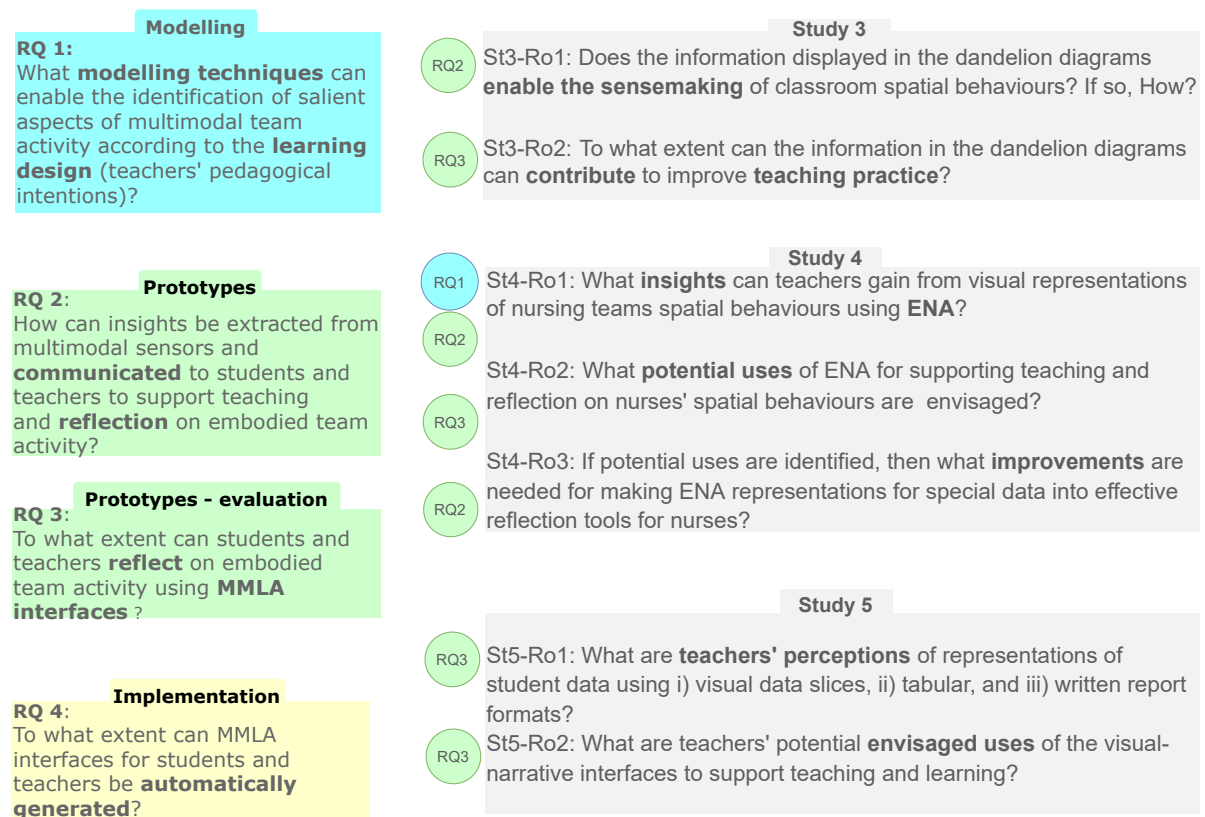 Modelling
RQ 1:
What modelling techniques can
enable the identification of salient
aspects of multimodal team
activity according to the learning
design (teachers' pedagogical
intentions)?
Prototypes
RQ 2:
How can insights be extracted from
multimodal sensors and
communicated to students and
teachers to support teaching
and reflection on embodied team
activity?
Prototypes - evaluation
RQ 3:
To what extent can students and
teachers reflect on embodied
team activity using MMLA
interfaces ?
Implementation
RQ 4:
To what extent can MMLA
interfaces for students and
teachers be automatically
generated?
Study 3
RQ2
St3-Ro1: Does the information displayed in the dandelion diagrams
enable the sensemaking of classroom spatial behaviours? If so, How?
RQ3
St3-Ro2: To what extent can the information in the dandelion diagrams
can contribute to improve teaching practice?
Study 4
RQ1
St4-Ro1: What insights can teachers gain from visual representations
of nursing teams spatial behaviours using ENA?
RQ2
St4-Ro2: What potential uses of ENA for supporting teaching and
reflection on nurses' spatial behaviours are envisaged?
RQ3
St4-Ro3: If potential uses are identified, then what improvements are
needed for making ENA representations for special data into effective
reflection tools for nurses?
RQ2
Study 5
RQ3
St5-Ro1: What are teachers' perceptions of representations of
student data using i) visual data slices, ii) tabular, and iii) written report
formats?
RQ3
St5-Ro2: What are teachers' potential envisaged uses of the visual-
narrative interfaces to support teaching and learning?